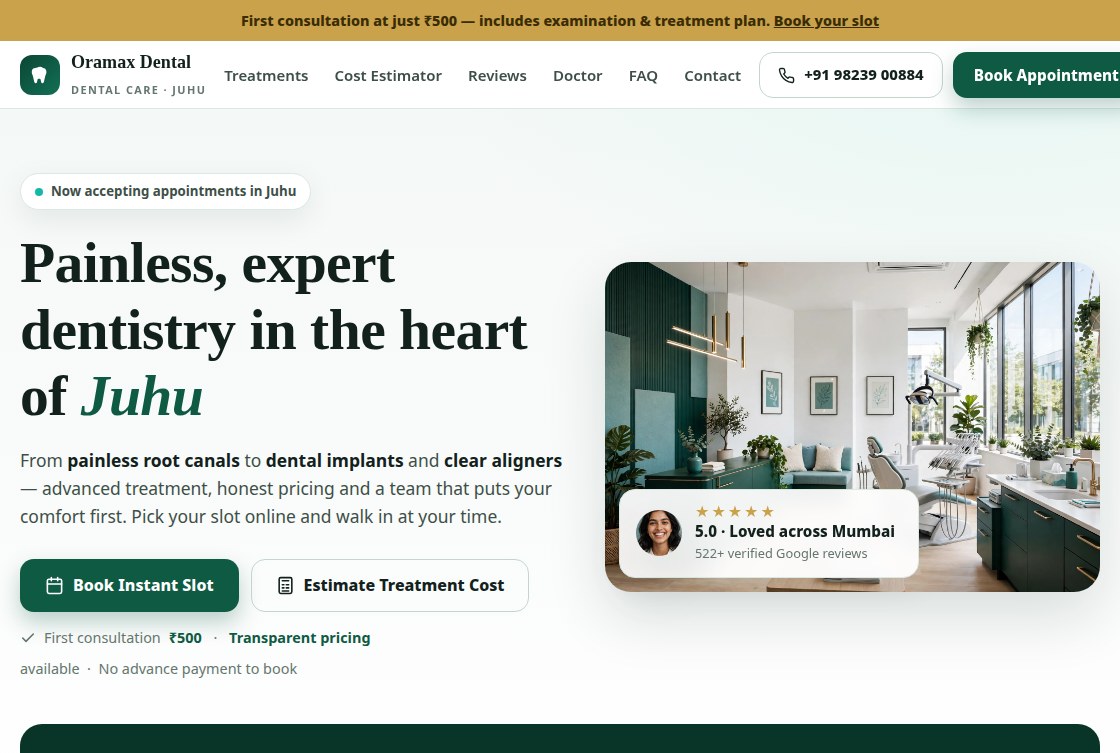 First consultation at just ₹500 — includes examination & treatment plan. Book your slot
Oramax Dental
DENTAL CARE · JUHU
Treatments
Cost Estimator
Reviews
Doctor
FAQ
Contact
+91 98239 00884
Book Appointment
Now accepting appointments in Juhu
Painless, expert
dentistry in the heart
of Juhu
From painless root canals to dental implants and clear aligners
— advanced treatment, honest pricing and a team that puts your
comfort first. Pick your slot online and walk in at your time.
★★★★★
5.0 · Loved across Mumbai
522+ verified Google reviews
Book Instant Slot
Estimate Treatment Cost
First consultation ₹500 · Transparent pricing
available · No advance payment to book